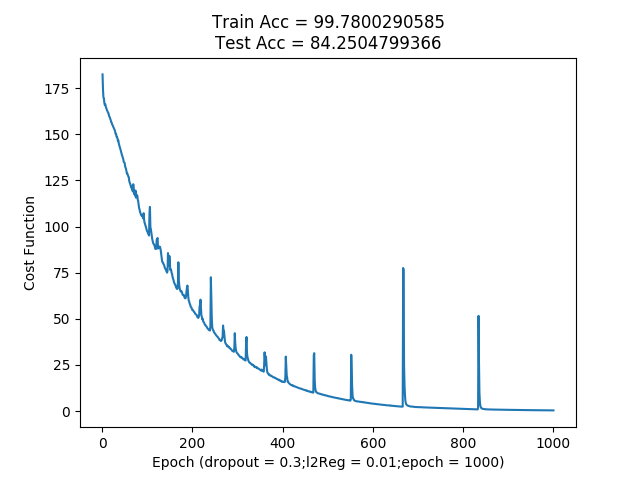 Train Acc = 99.7800290585
Test Acc = 84.2504799366
175
150
125
100
75
50
25
0
Cost Function
0 200 400 600 800 1000
Epoch (dropout = 0.3;l2Reg = 0.01;epoch = 1000)